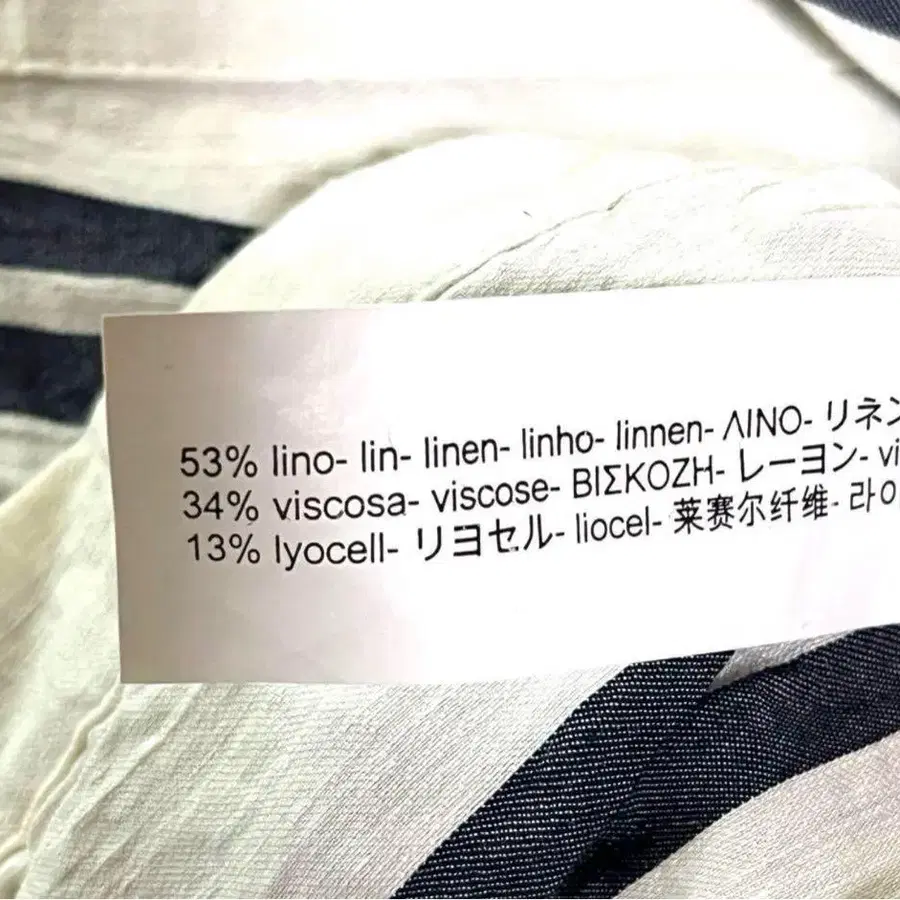 53% lino- lin- linen- linho- linnen- ΛΙΝΟ- リネン
34% viscosa- viscose- ΒΙΣΚΟΖΗ- レーヨン- vi
13% lyocell- リヨセル- liocel- 莱赛尔纤维- 라이